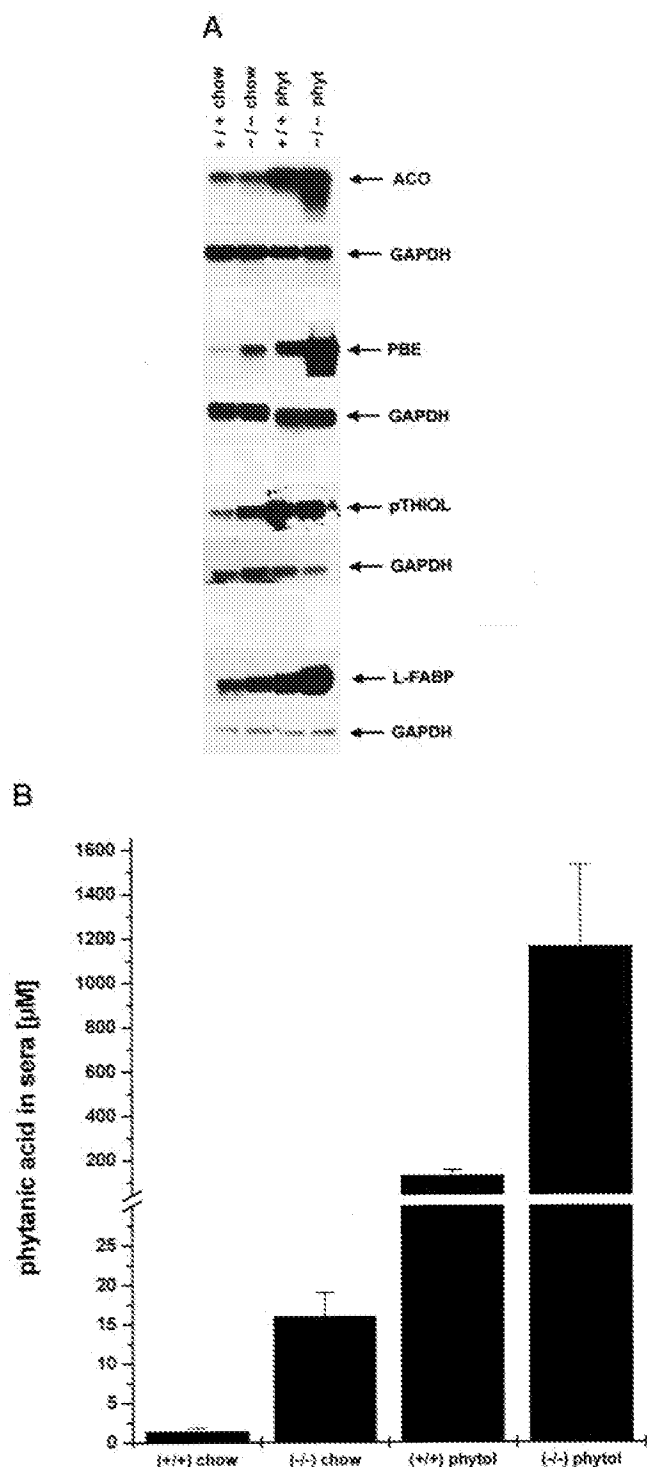 A
+/+ chow
-/- chow
+/+ phyt
-/- phyt
ACO
GAPDH
PBE
GAPDH
pTHIOL
GAPDH
L-FABP
GAPDH
B
phytanic acid in sera [µM]
1600
1400
1200
1000
800
600
400
200
25
20
15
10
5
0
(+/+) chow
(-/-) chow
(+/+) phytol
(-/-) phytol